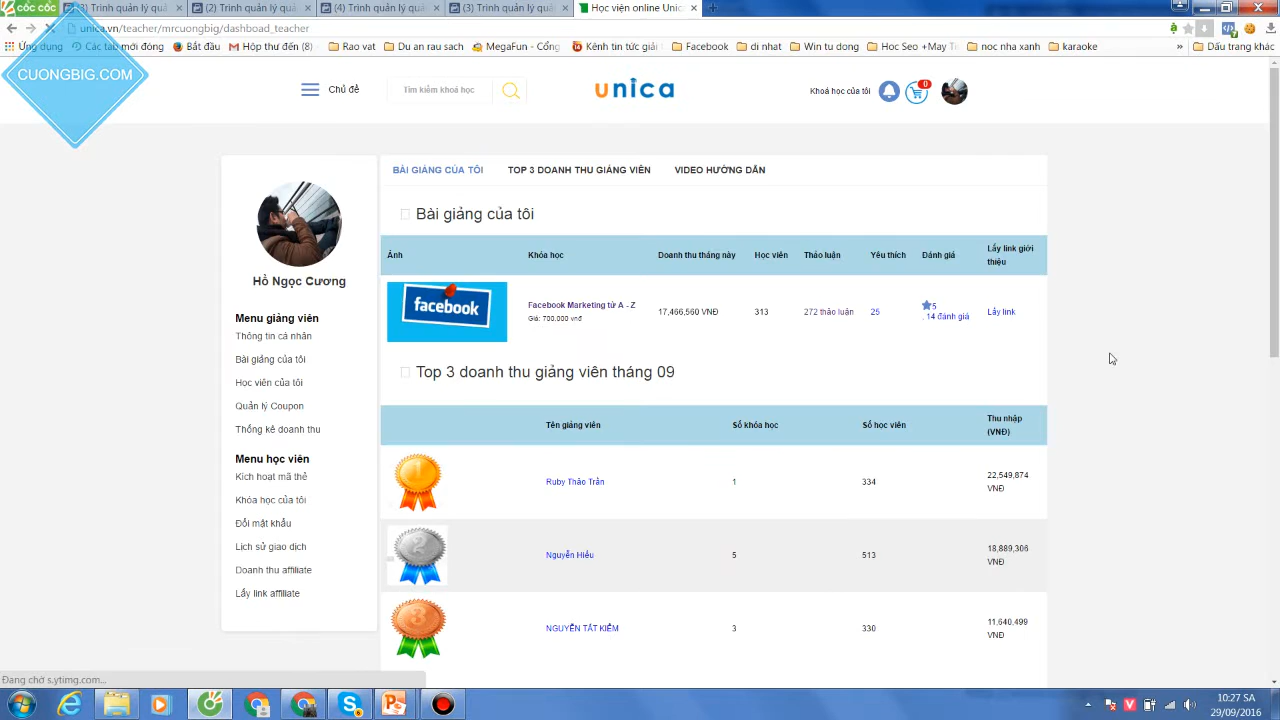 CỐC CỐC
(3) Trình quản lý quả
(2) Trình quản lý quả
(4) Trình quản lý quả
(3) Trình quản lý quả
Học viện online Unic
unica.vn/teacher/mrcuongbig/dashboad_teacher
Ứng dụng
Các tab mới đóng
Bắt đầu
Hộp thư đến (8)
Rao vat
Du an rau sach
MegaFun - Cổng
Kênh tin tức giải
Facebook
di nhat
Win tu dong
Hoc Seo +May T
noc nha xanh
karaoke
»
Dấu trang khác
CUONGBIG.COM
Chủ đề
Tìm kiếm khoá học
unica
Khoá học của tôi
0
BÀI GIẢNG CỦA TÔI
TOP 3 DOANH THU GIẢNG VIÊN
VIDEO HƯỚNG DẪN
Hồ Ngọc Cương
Menu giảng viên
Thông tin cá nhân
Bài giảng của tôi
Học viên của tôi
Quản lý Coupon
Thống kê doanh thu
Menu học viên
Kích hoạt mã thẻ
Khóa học của tôi
Đổi mật khẩu
Lịch sử giao dịch
Doanh thu affiliate
Lấy link affiliate
Bài giảng của tôi
Ảnh
Khóa học
Doanh thu tháng này
Học viên
Thảo luận
Yêu thích
Đánh giá
Lấy link giới
thiệu
facebook
Facebook Marketing từ A - Z
Giá: 700,000 vnđ
17,466,560 VNĐ
313
272 thảo luận
25
5
, 14 đánh giá
Lấy link
Top 3 doanh thu giảng viên tháng 09
Tên giảng viên
Số khóa học
Số học viên
Thu nhập
(VNĐ)
1
Ruby Thảo Trần
1
334
22,549,874
VNĐ
2
Nguyễn Hiếu
5
513
18,889,306
VNĐ
3
NGUYỄN TẤT KIỂM
3
330
11,640,499
VNĐ
Đang chờ s.ytimg.com...
10:27 SA
29/09/2016